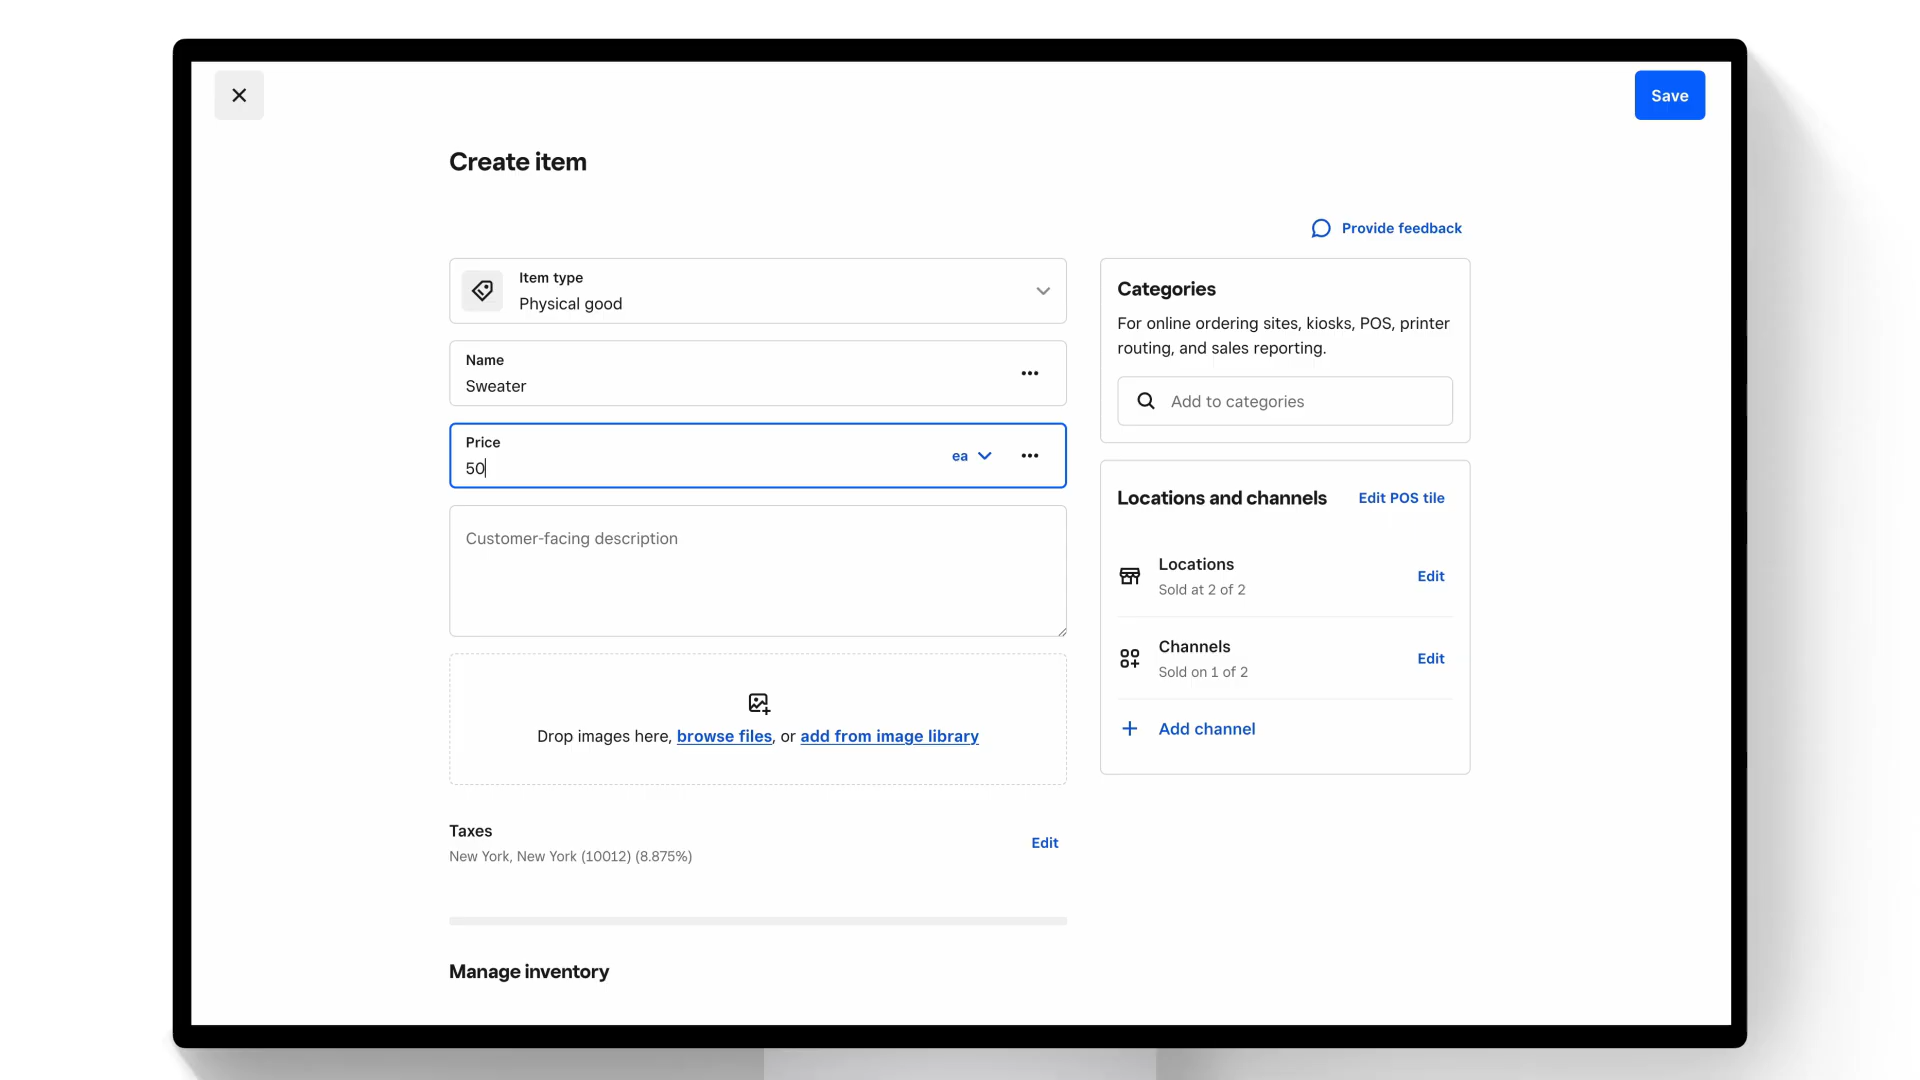 Save
Create item
Provide feedback
Item type
Physical good
Name
Sweater
Price
50
ea
Customer-facing description
Drop images here, browse files, or add from image library
Taxes
New York, New York (10012) (8.875%)
Edit
Manage inventory
Categories
For online ordering sites, kiosks, POS, printer
routing, and sales reporting.
Add to categories
Locations and channels
Edit POS tile
Locations
Sold at 2 of 2
Edit
Channels
Sold on 1 of 2
Edit
Add channel